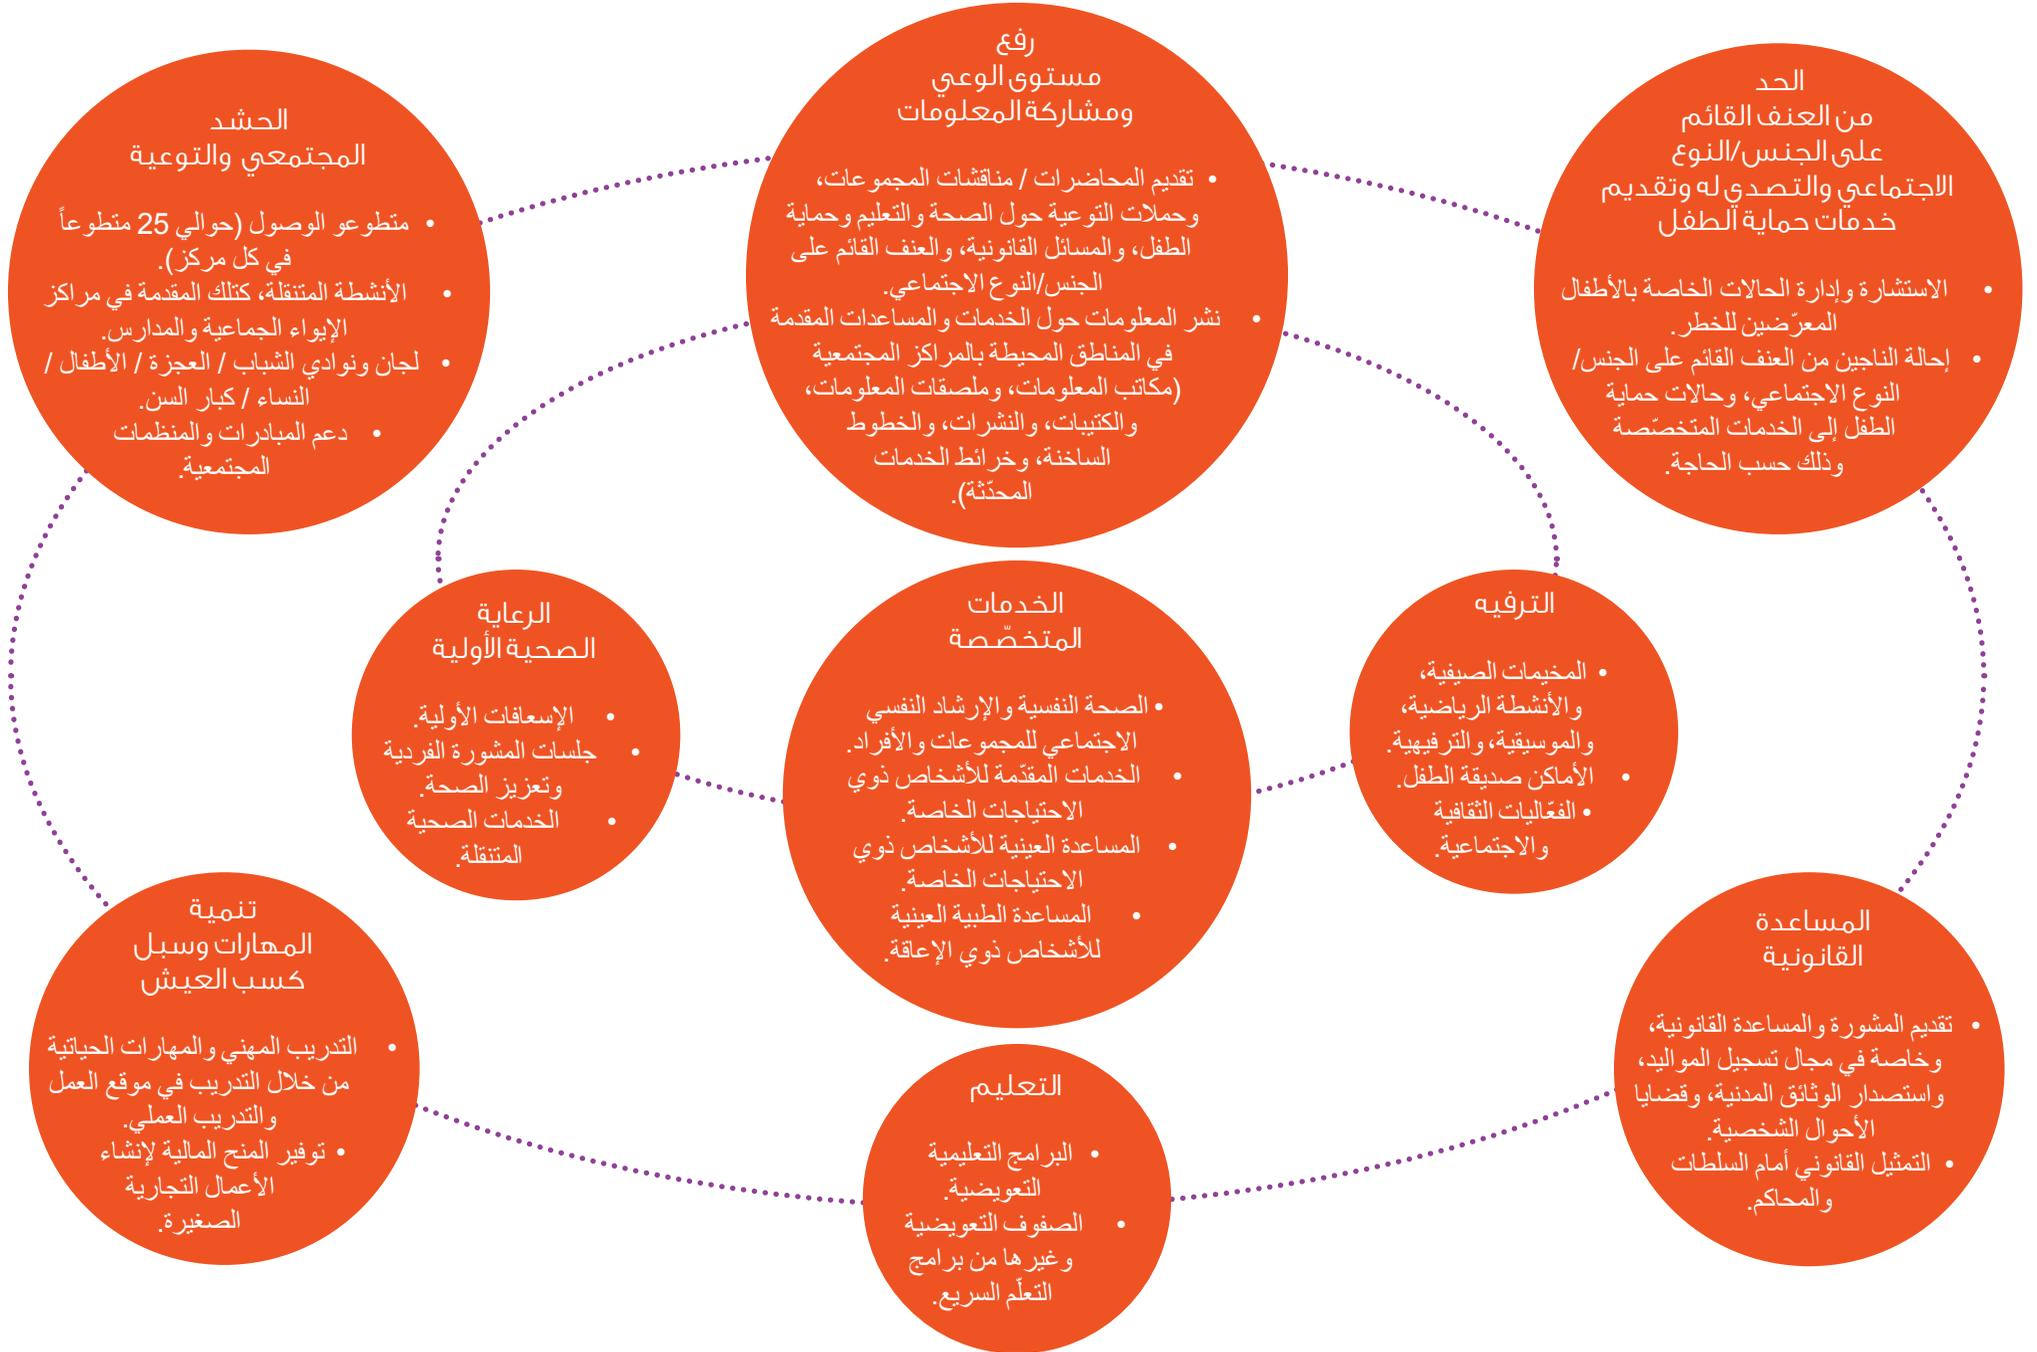 رفع
مستوى الوعي
ومشاركة المعلومات
• تقديم المحاضرات / مناقشات المجموعات،
وحملات التوعية حول الصحة والتعليم وحماية
الطفل، والمسائل القانونية، والعنف القائم على
الجنس/النوع الاجتماعي.
• نشر المعلومات حول الخدمات والمساعدات المقدمة
في المناطق المحيطة بالمراكز المجتمعية
(مكاتب المعلومات، وملصقات المعلومات،
والكتيبات، والنشرات، والخطوط
الساخنة، وخرائط الخدمات
المحدّثة).
الحد
من العنف القائم
على الجنس/النوع
الاجتماعي والتصدي له وتقديم
خدمات حماية الطفل
• الاستشارة وإدارة الحالات الخاصة بالأطفال
المعرّضين للخطر.
• إحالة الناجين من العنف القائم على الجنس/
النوع الاجتماعي، وحالات حماية
الطفل إلى الخدمات المتخصّصة
وذلك حسب الحاجة.
الحشد
المجتمعي والتوعية
• متطوعو الوصول (حوالي 25 متطوعاً
في كل مركز).
• الأنشطة المتنقلة، كتلك المقدمة في مراكز
الإيواء الجماعية والمدارس.
• لجان ونوادي الشباب / العجزة / الأطفال /
النساء / كبار السن.
• دعم المبادرات والمنظمات
المجتمعية.
الترفيه
• المخيمات الصيفية،
والأنشطة الرياضية،
والموسيقية، والترفيهية.
• الأماكن صديقة الطفل.
• الفعّاليات الثقافية
والاجتماعية.
الخدمات
المتخصّصة
• الصحة النفسية والإرشاد النفسي
الاجتماعي للمجموعات والأفراد.
• الخدمات المقدّمة للأشخاص ذوي
الاحتياجات الخاصة.
• المساعدة العينية للأشخاص ذوي
الاحتياجات الخاصة.
• المساعدة الطبية العينية
للأشخاص ذوي الإعاقة.
الرعاية
الصحية الأولية
• الإسعافات الأولية.
• جلسات المشورة الفردية
وتعزيز الصحة.
• الخدمات الصحية
المتنقلة.
المساعدة
القانونية
• تقديم المشورة والمساعدة القانونية،
وخاصة في مجال تسجيل المواليد،
واستصدار الوثائق المدنية، وقضايا
الأحوال الشخصية.
• التمثيل القانوني أمام السلطات
والمحاكم.
التعليم
• البرامج التعليمية
التعويضية.
• الصفوف التعويضية
وغيرها من برامج
التعلّم السريع.
تنمية
المهارات وسبل
كسب العيش
• التدريب المهني والمهارات الحياتية
من خلال التدريب في موقع العمل
والتدريب العملي.
• توفير المنح المالية لإنشاء
الأعمال التجارية
الصغيرة.